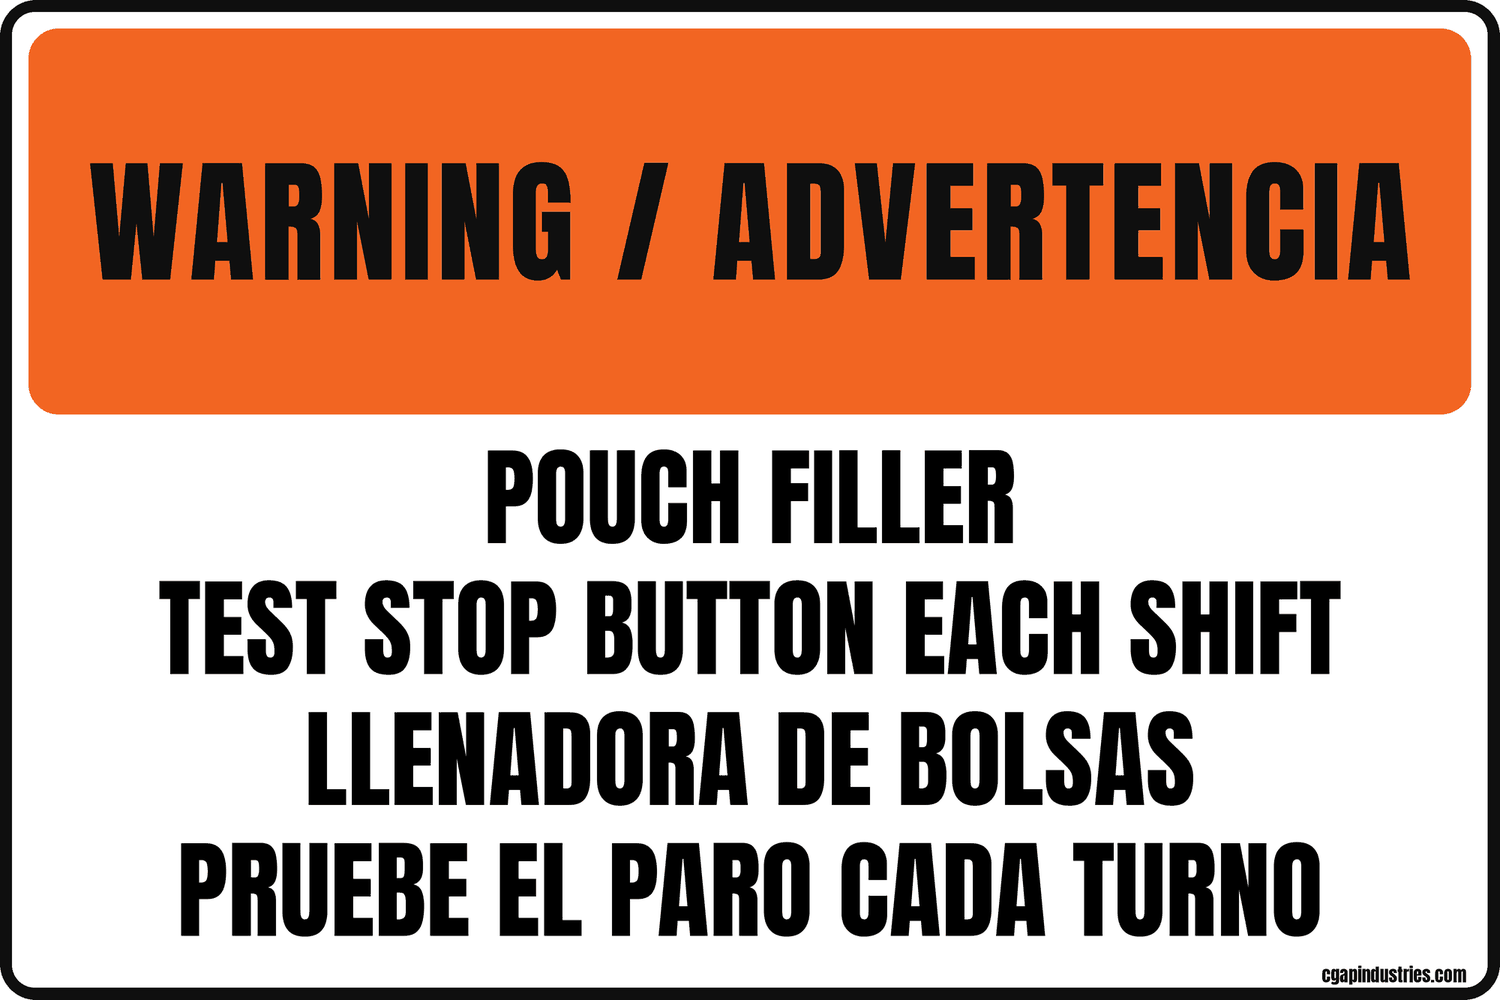 WARNING / ADVERTENCIA
POUCH FILLER
TEST STOP BUTTON EACH SHIFT
LLENADORA DE BOLSAS
PRUEBE EL PARO CADA TURNO
cgapindustries.com